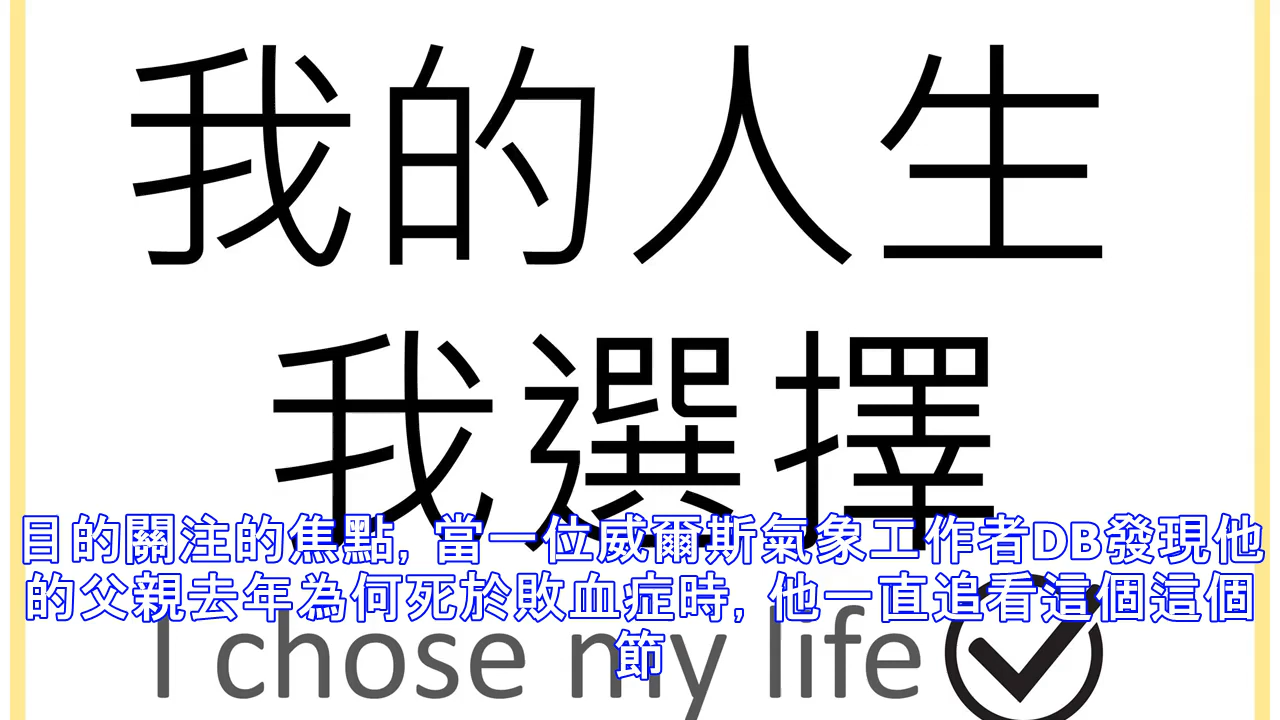 我的人生
我選擇
目的關注的焦點, 當一位威爾斯氣象工作者DB發現他
的父親去年為何死於敗血症時, 他一直追看這個這個
節
I chose my life